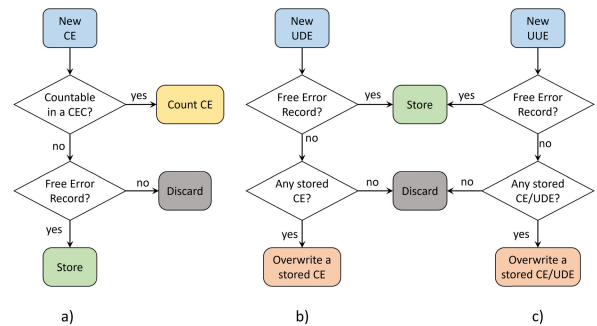 New
CE
Countable
in a CEC?
yes
Count CE
no
Free Error
Record?
no
Discard
yes
Store
a)
New
UDE
Free Error
Record?
yes
Store
no
Any stored
CE?
no
Discard
yes
Overwrite a
stored CE
b)
New
UUE
Free Error
Record?
yes
no
Any stored
CE/UDE?
no
yes
Overwrite a
stored CE/UDE
c)